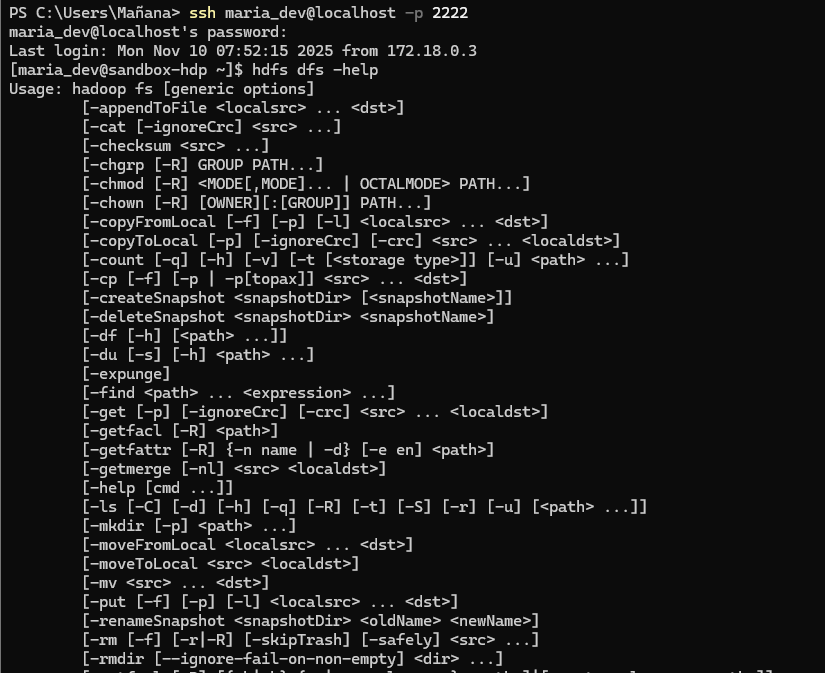 PS C:\Users\Mañana> ssh maria_dev@localhost -p 2222
maria_dev@localhost's password:
Last login: Mon Nov 10 07:52:15 2025 from 172.18.0.3
[maria_dev@sandbox-hdp ~]$ hdfs dfs -help
Usage: hadoop fs [generic options]
[-appendToFile <localsrc> ... <dst>]
[-cat [-ignoreCrc] <src> ...]
[-checksum <src> ...]
[-chgrp [-R] GROUP PATH...]
[-chmod [-R] <MODE[,MODE]... | OCTALMODE> PATH...]
[-chown [-R] [OWNER][:[GROUP]] PATH...]
[-copyFromLocal [-f] [-p] [-l] <localsrc> ... <dst>]
[-copyToLocal [-p] [-ignoreCrc] [-crc] <src> ... <localdst>]
[-count [-q] [-h] [-v] [-t [<storage type>]] [-u] <path> ...]
[-cp [-f] [-p | -p[topax]] <src> ... <dst>]
[-createSnapshot <snapshotDir> [<snapshotName>]]
[-deleteSnapshot <snapshotDir> <snapshotName>]
[-df [-h] [<path> ...]]
[-du [-s] [-h] <path> ...]
[-expunge]
[-find <path> ... <expression> ...]
[-get [-p] [-ignoreCrc] [-crc] <src> ... <localdst>]
[-getfacl [-R] <path>]
[-getfattr [-R] {-n name | -d} [-e en] <path>]
[-getmerge [-nl] <src> <localdst>]
[-help [cmd ...]]
[-ls [-C] [-d] [-h] [-q] [-R] [-t] [-S] [-r] [-u] [<path> ...]]
[-mkdir [-p] <path> ...]
[-moveFromLocal <localsrc> ... <dst>]
[-moveToLocal <src> <localdst>]
[-mv <src> ... <dst>]
[-put [-f] [-p] [-l] <localsrc> ... <dst>]
[-renameSnapshot <snapshotDir> <oldName> <newName>]
[-rm [-f] [-r|-R] [-skipTrash] [-safely] <src> ...]
[-rmdir [--ignore-fail-on-non-empty] <dir> ...]